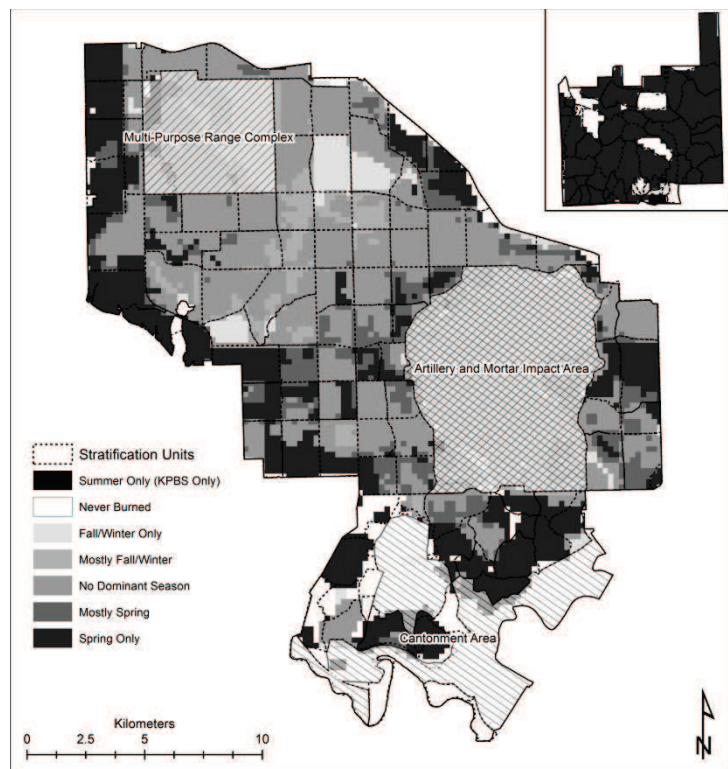 Multi-Purpose Range Complex
Artillery and Mortar Impact Area
Stratification Units
Summer Only (KPBS Only)
Never Burned
Fall/Winter Only
Mostly Fall/Winter
No Dominant Season
Mostly Spring
Spring Only
Cantonment Area
Kilometers
0 2.5 5 10
N